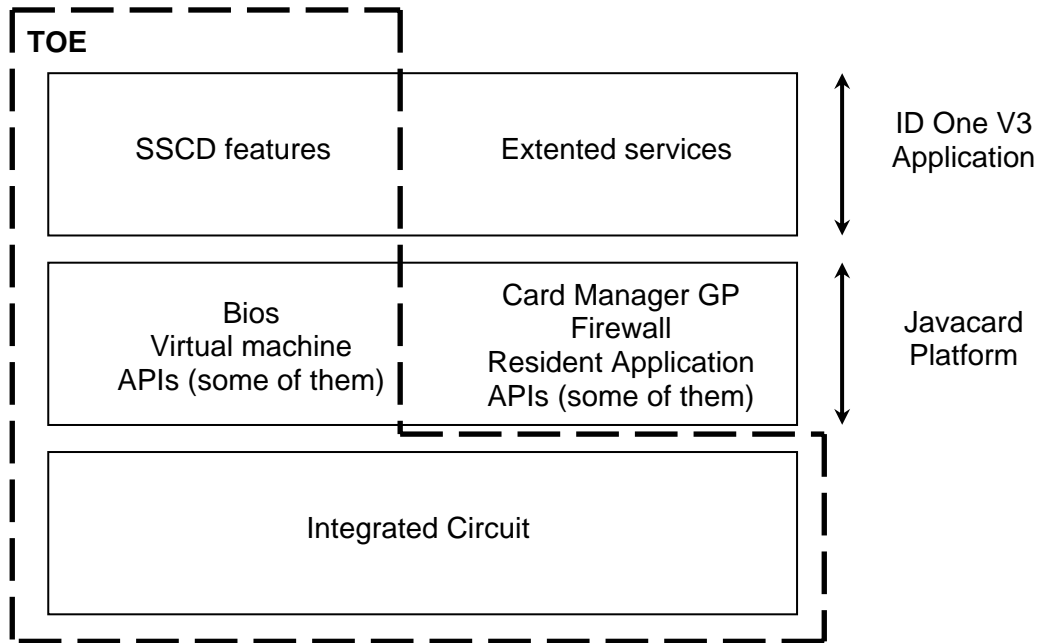 TOE
SSCD features
Extented services
ID One V3
Application
Bios
Virtual machine
APIs (some of them)
Card Manager GP
Firewall
Resident Application
APIs (some of them)
Javacard
Platform
Integrated Circuit